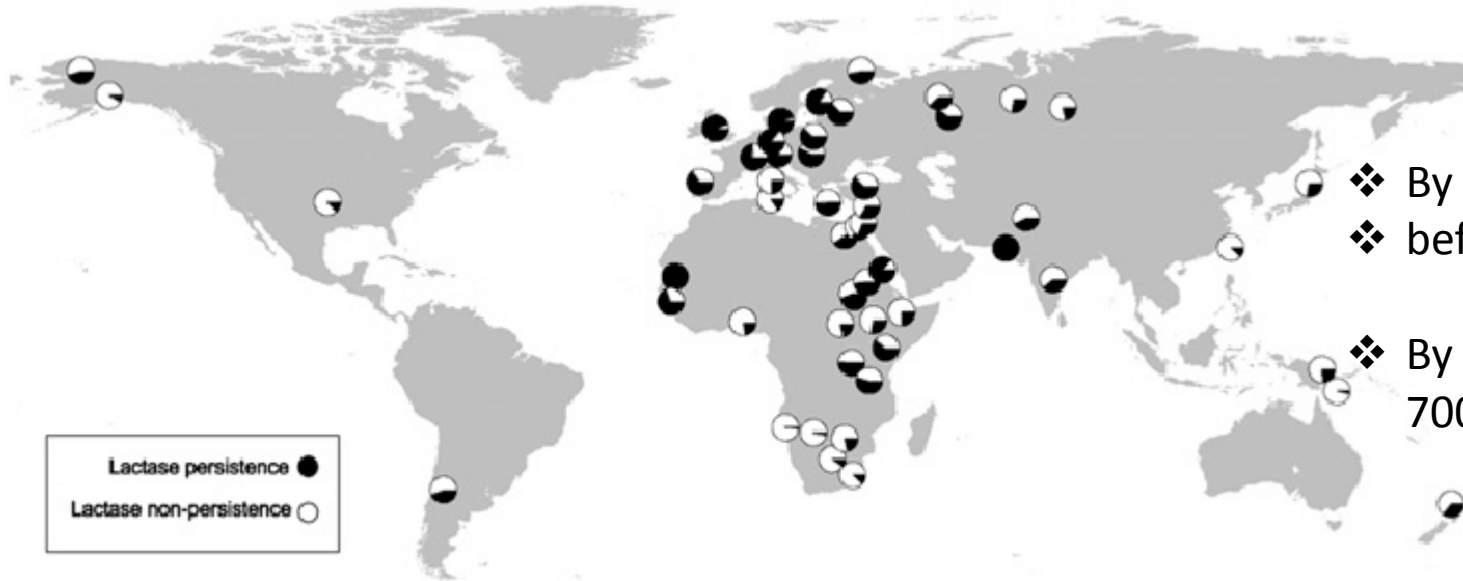 ❖ By
❖ bef
❖ By
700
Lactase persistence
Lactase non-persistence